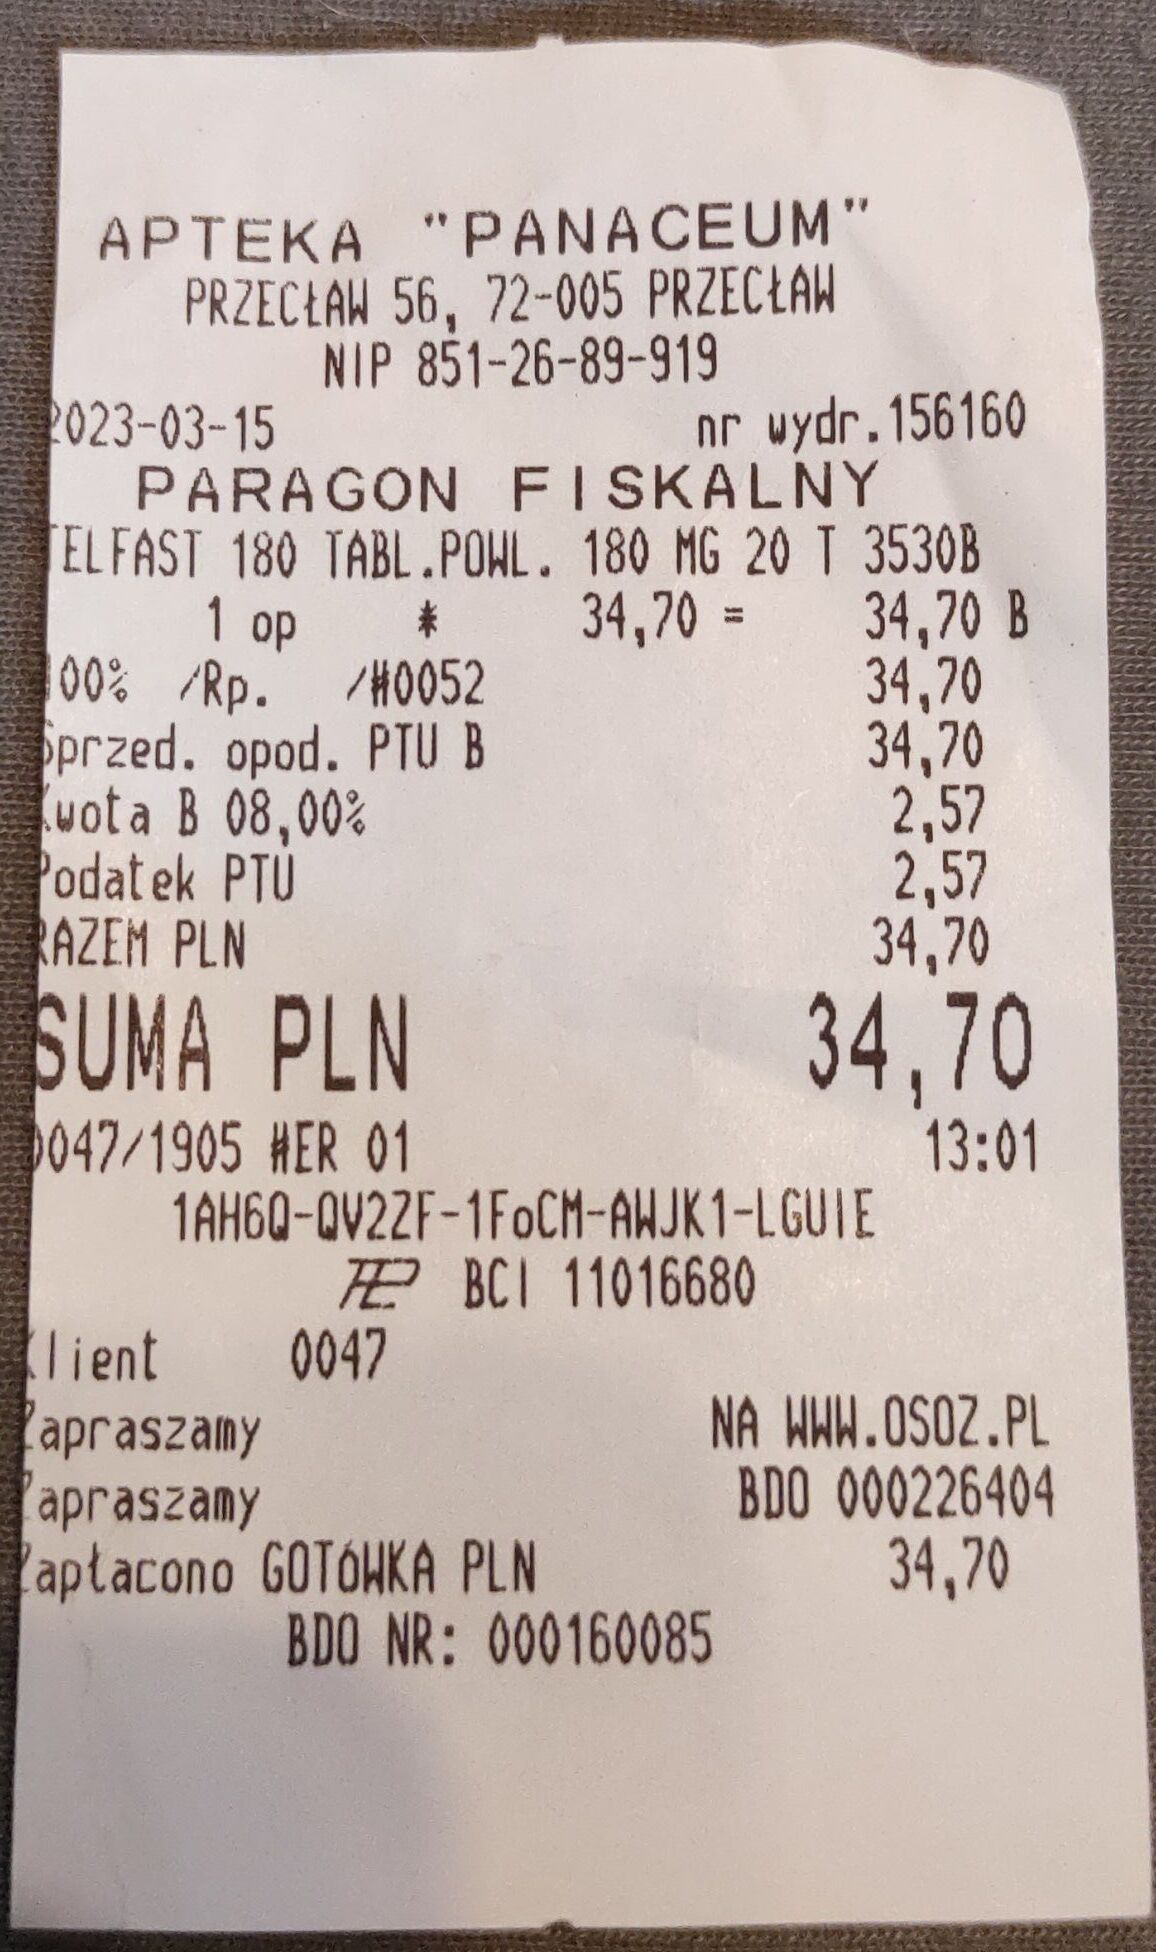 APTEKA "PANACEUM"
PRZECŁAW 56, 72-005 PRZECŁAW
NIP 851-26-89-919
2023-03-15 nr wydr.156160
PARAGON FISKALNY
TELFAST 180 TABL.POWL. 180 MG 20 T 3530B
1 op * 34,70 = 34,70 B
100% /Rp. /#0052 34,70
Sprzed. opod. PTU B 34,70
Kwota B 08,00% 2,57
Podatek PTU 2,57
RAZEM PLN 34,70
SUMA PLN 34,70
0047/1905 #ER 01 13:01
1AH6Q-QV2ZF-1FoCM-AWJK1-LGUIE
BCI 11016680
Klient 0047
Zapraszamy NA WWW.OSOZ.PL
Zapraszamy BDO 000226404
Zapłacono GOTÓWKA PLN 34,70
BDO NR: 000160085